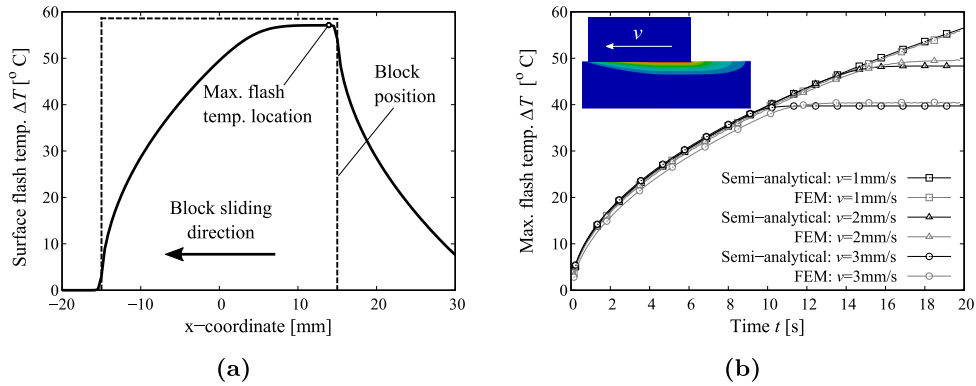 Surface flash temp. ΔT [° C]
60
50
40
30
20
10
0
−20
−10
0
10
20
30
x−coordinate [mm]
Max. flash
temp. location
Block
position
Block sliding
direction
(a)
Max. flash temp. ΔT [° C]
60
50
40
30
20
10
0
0
2
4
6
8
10
12
14
16
18
20
Time t [s]
v
Semi−analytical: v=1mm/s
FEM: v=1mm/s
Semi−analytical: v=2mm/s
FEM: v=2mm/s
Semi−analytical: v=3mm/s
FEM: v=3mm/s
(b)